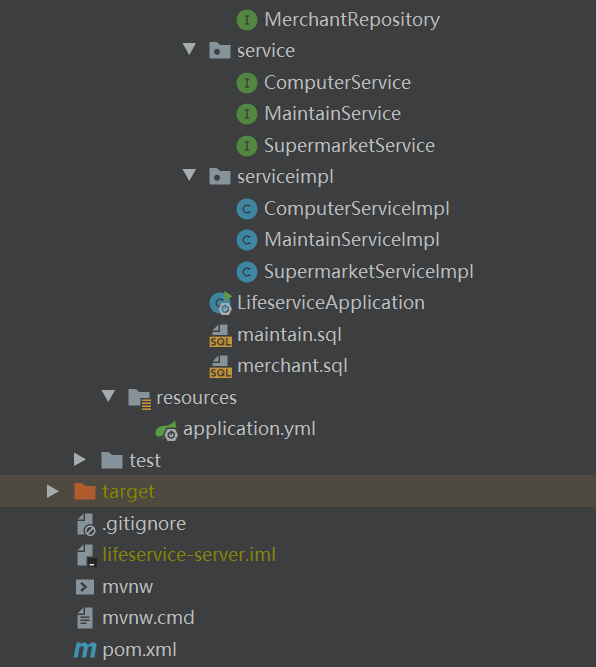 MerchantRepository
service
ComputerService
MaintainService
SupermarketService
serviceimpl
ComputerServiceImpl
MaintainServiceImpl
SupermarketServiceImpl
LifeserviceApplication
maintain.sql
merchant.sql
resources
application.yml
test
target
.gitignore
lifeservice-server.iml
mvnw
mvnw.cmd
pom.xml